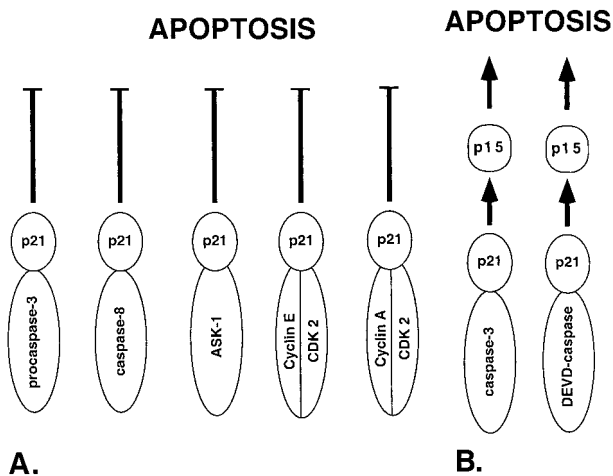 APOPTOSIS
APOPTOSIS
p15
p15
p21
p21
p21
p21
p21
p21
p21
procaspase-3
caspase-8
ASK-1
Cyclin E
CDK 2
Cyclin A
CDK 2
caspase-3
DEVD-caspase
A.
B.